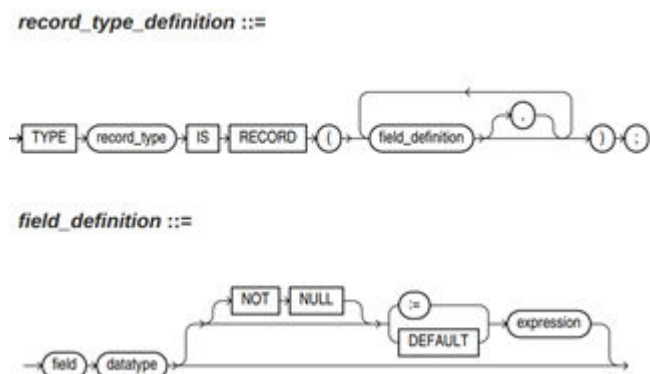 record_type_definition ::=
TYPE record_type IS RECORD ( field_definition , ) ;
field_definition ::=
NOT NULL :=
DEFAULT expression
field datatype